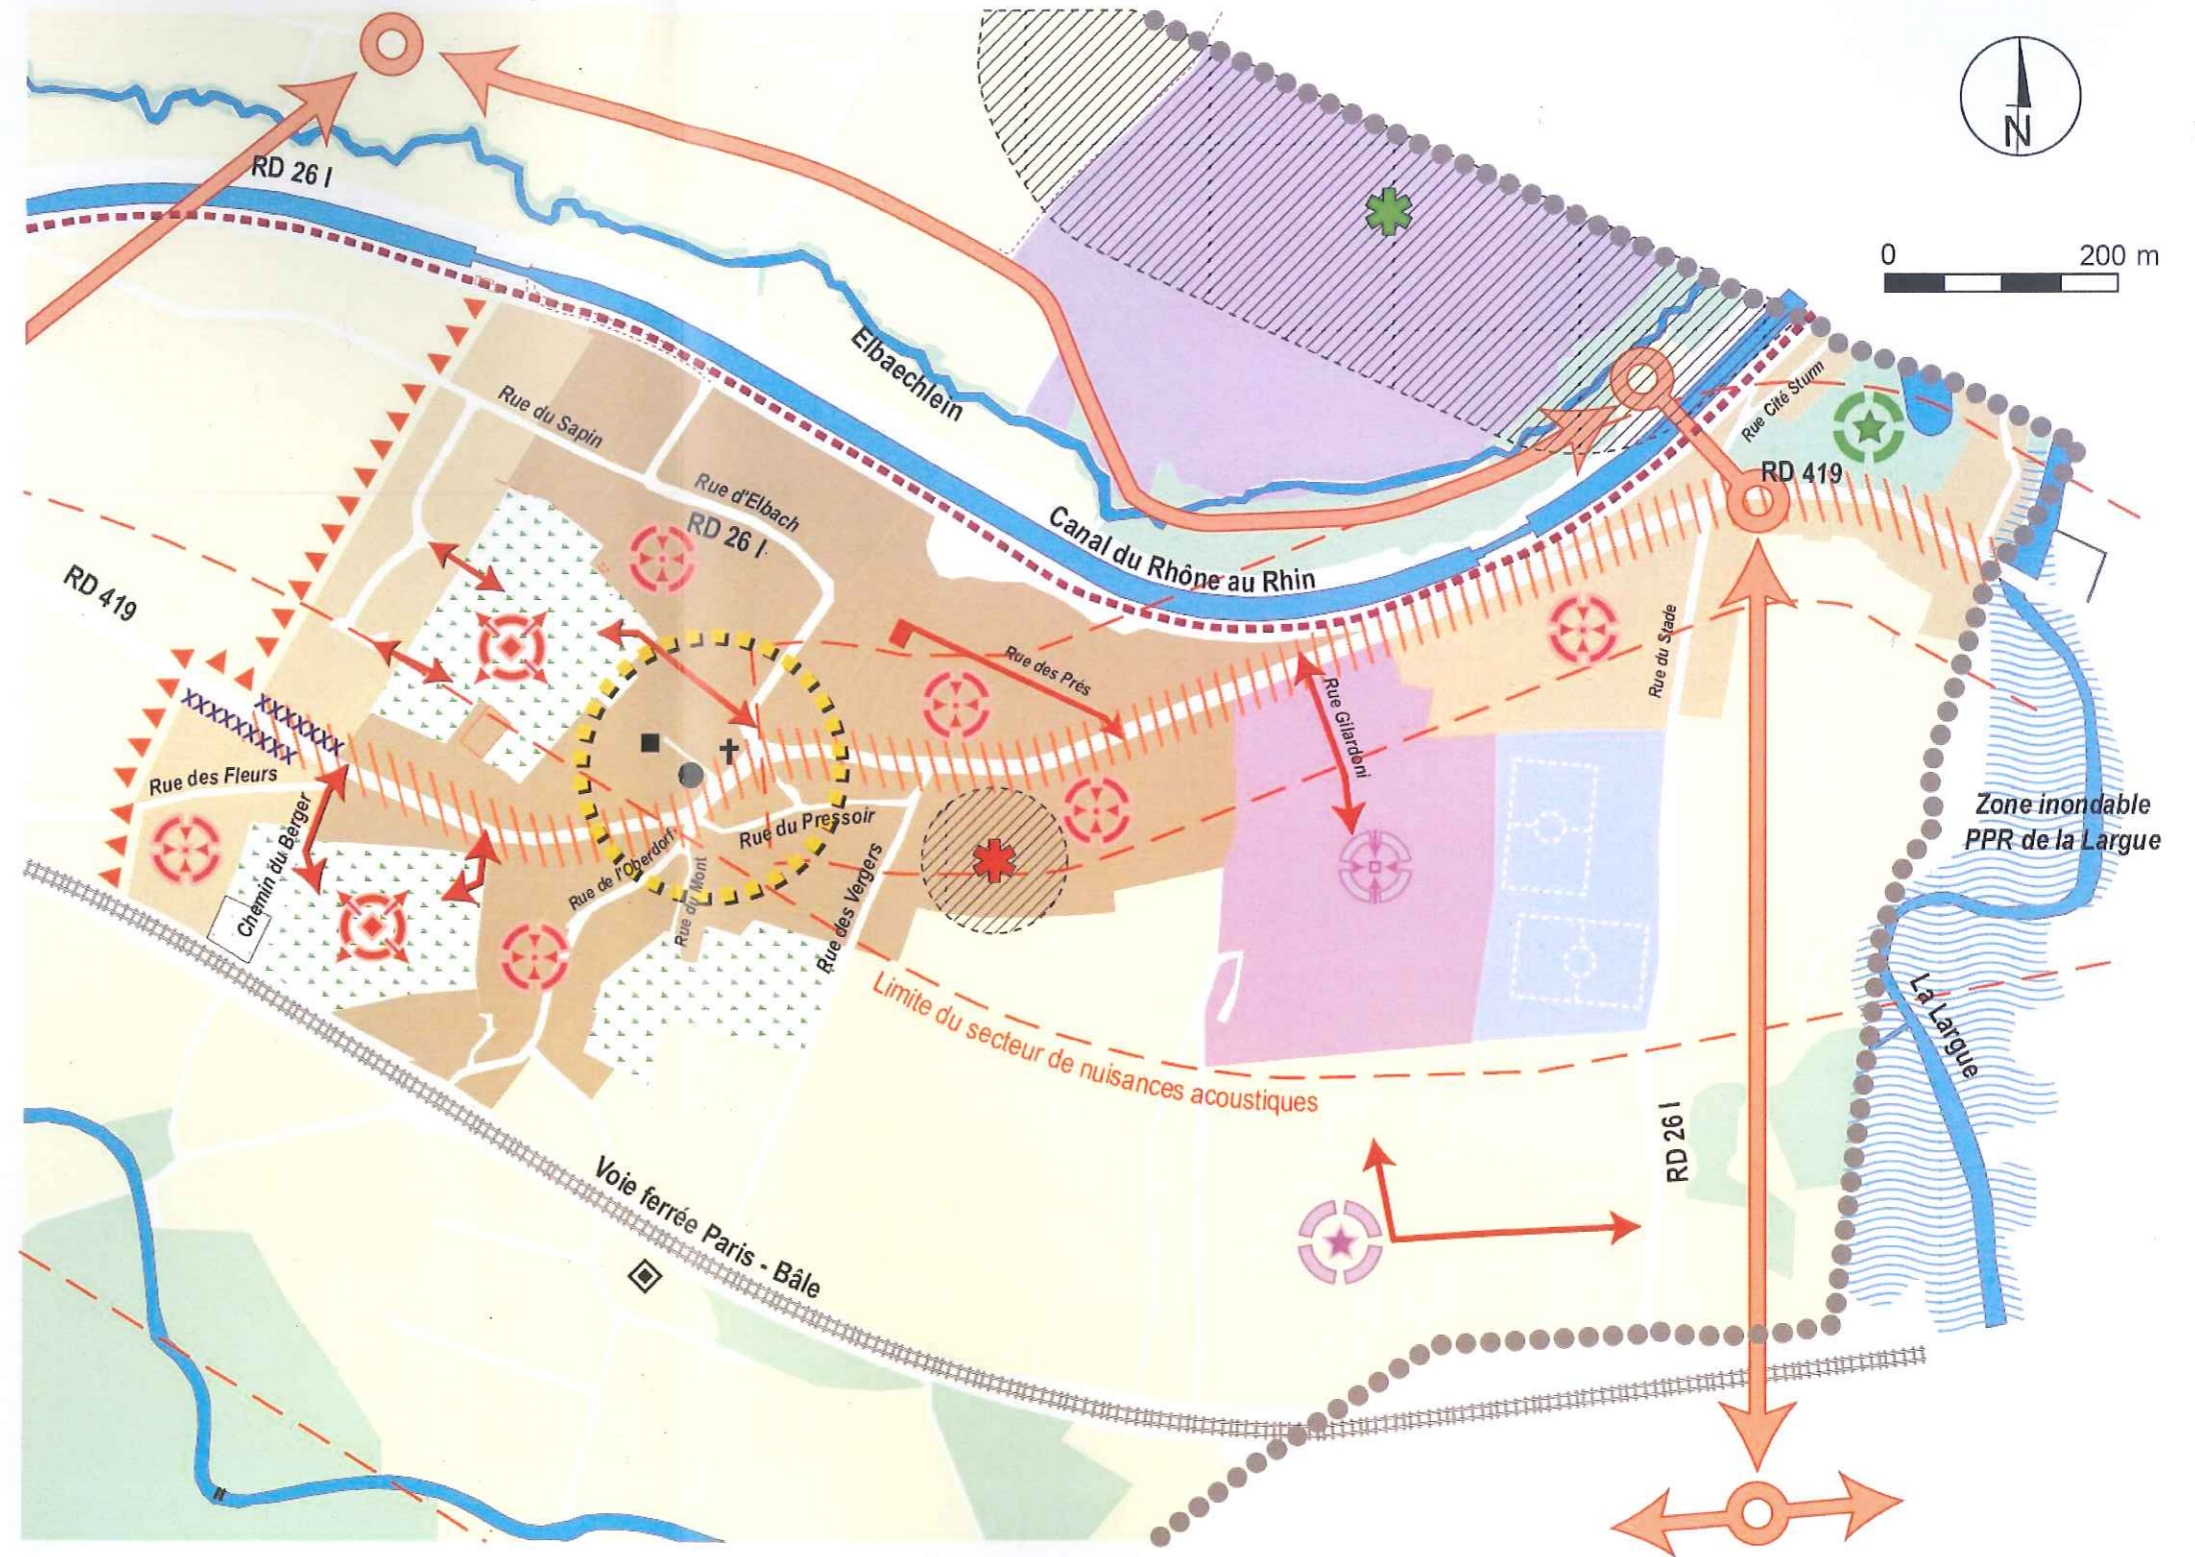 N
0 200 m
RD 26 I
Elbaechlein
Rue Cité Sturm
RD 419
Rue du Sapin
Rue d'Elbach
RD 26 I
Canal du Rhône au Rhin
RD 419
Rue des Prés
Rue du Stade
Rue Gilardoni
XXXXXXX
XXXXXXXXX
Rue des Fleurs
Chemin du Berger
Rue du Pressoir
Rue de l'Oberdorf
Rue du Mont
Rue des Vergers
Zone inondable
PPR de la Largue
La Largue
Limite du secteur de nuisances acoustiques
RD 26 I
Voie ferrée Paris - Bâle